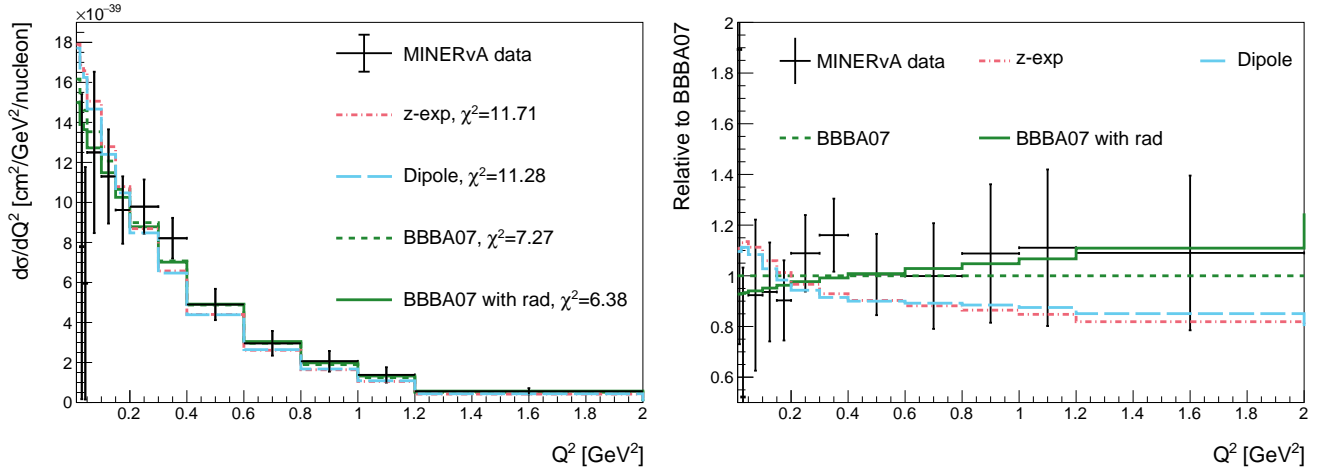 ×10⁻³⁹
dσ/dQ² [cm²/GeV²/nucleon]
18
16
14
12
10
8
6
4
2
0
0.2 0.4 0.6 0.8 1 1.2 1.4 1.6 1.8 2
Q² [GeV²]
MINERvA data
z-exp, χ²=11.71
Dipole, χ²=11.28
BBBA07, χ²=7.27
BBBA07 with rad, χ²=6.38
Relative to BBBA07
2
1.8
1.6
1.4
1.2
1
0.8
0.6
0.2 0.4 0.6 0.8 1 1.2 1.4 1.6 1.8 2
Q² [GeV²]
MINERvA data z-exp Dipole
BBBA07 BBBA07 with rad